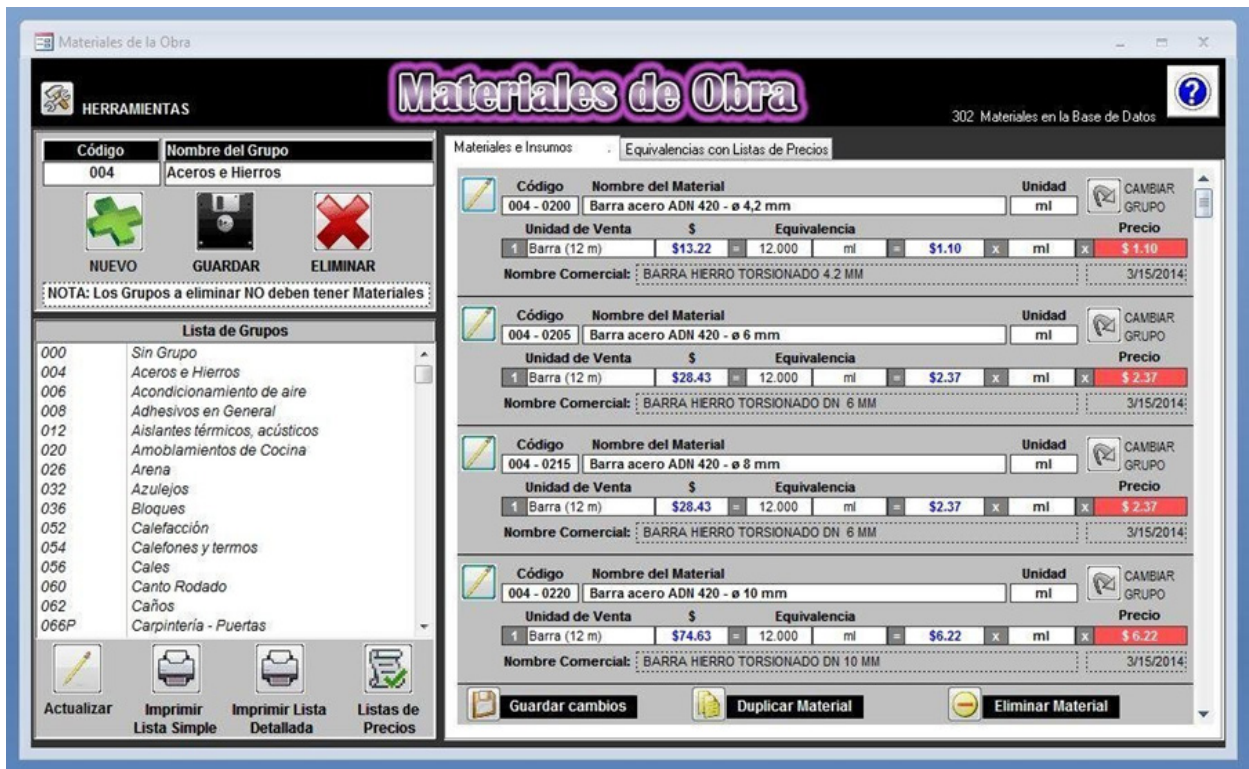 Materiales de la Obra
HERRAMIENTAS
Materiales de Obra
302 Materiales en la Base de Datos
Código Nombre del Grupo
004 Aceros e Hierros
NUEVO GUARDAR ELIMINAR
NOTA: Los Grupos a eliminar NO deben tener Materiales
Lista de Grupos
000 Sin Grupo
004 Aceros e Hierros
006 Acondicionamiento de aire
008 Adhesivos en General
012 Aislantes térmicos, acústicos
020 Amoblamientos de Cocina
026 Arena
032 Azulejos
036 Bloques
052 Calefacción
054 Calefones y termos
056 Cales
060 Canto Rodado
062 Caños
066P Carpintería - Puertas
Actualizar Imprimir Lista Simple Imprimir Lista Detallada Listas de Precios
Materiales e Insumos . Equivalencias con Listas de Precios
Código Nombre del Material Unidad CAMBIAR GRUPO
004 - 0200 Barra acero ADN 420 - ø 4,2 mm ml
Unidad de Venta $ Equivalencia Precio
1 Barra (12 m) $13.22 = 12.000 ml = $1.10 x ml x $ 1.10
Nombre Comercial: BARRA HIERRO TORSIONADO 4.2 MM 3/15/2014
Código Nombre del Material Unidad CAMBIAR GRUPO
004 - 0205 Barra acero ADN 420 - ø 6 mm ml
Unidad de Venta $ Equivalencia Precio
1 Barra (12 m) $28.43 = 12.000 ml = $2.37 x ml x $ 2.37
Nombre Comercial: BARRA HIERRO TORSIONADO DN 6 MM 3/15/2014
Código Nombre del Material Unidad CAMBIAR GRUPO
004 - 0215 Barra acero ADN 420 - ø 8 mm ml
Unidad de Venta $ Equivalencia Precio
1 Barra (12 m) $28.43 = 12.000 ml = $2.37 x ml x $ 2.37
Nombre Comercial: BARRA HIERRO TORSIONADO DN 6 MM 3/15/2014
Código Nombre del Material Unidad CAMBIAR GRUPO
004 - 0220 Barra acero ADN 420 - ø 10 mm ml
Unidad de Venta $ Equivalencia Precio
1 Barra (12 m) $74.63 = 12.000 ml = $6.22 x ml x $ 6.22
Nombre Comercial: BARRA HIERRO TORSIONADO DN 10 MM 3/15/2014
Guardar cambios Duplicar Material Eliminar Material